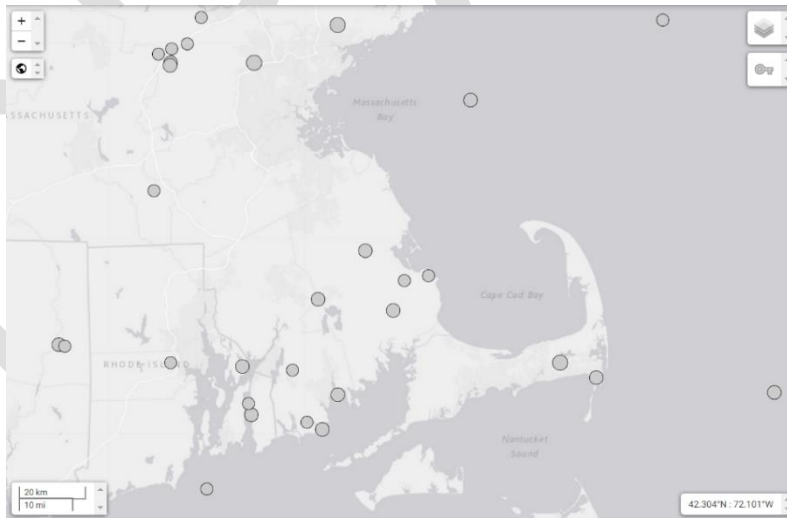 +
Massachusetts
Bay
−
SSACHUSETTS
Cape Cod Bay
RHODE ISLAND
Nantucket
Sound
20 km
10 mi
42.304°N : 72.101°W